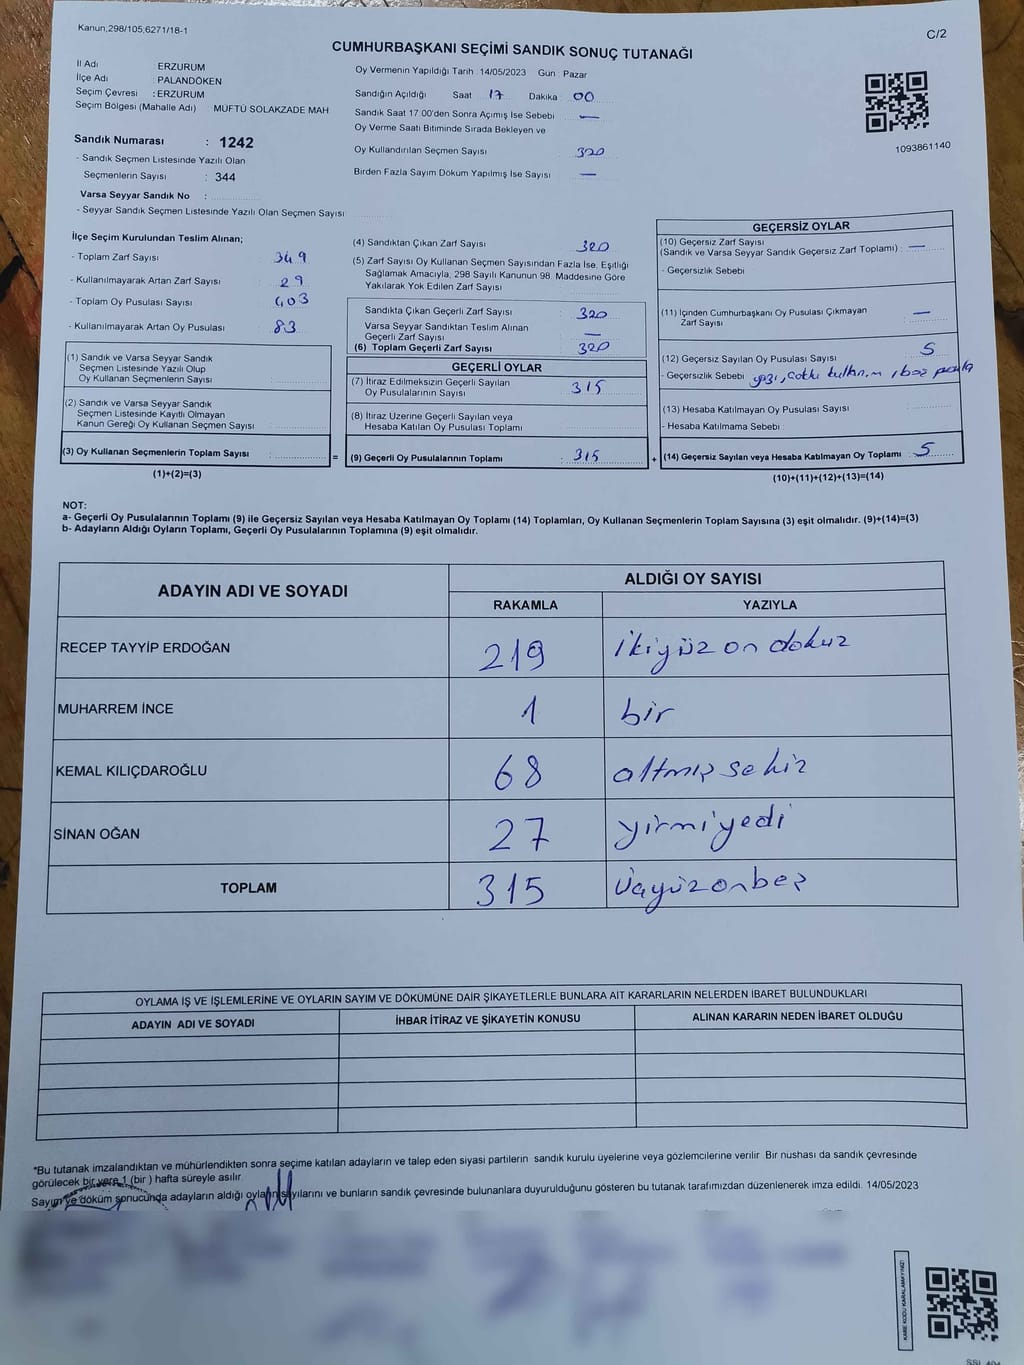 Kanun,298/105,6271/18-1
C/2
CUMHURBAŞKANI SEÇİMİ SANDIK SONUÇ TUTANAĞI
İl Adı ERZURUM
İlçe Adı PALANDÖKEN
Seçim Çevresi : ERZURUM
Seçim Bölgesi (Mahalle Adı) : MÜFTÜ SOLAKZADE MAH
Sandık Numarası : 1242
- Sandık Seçmen Listesinde Yazılı Olan
Seçmenlerin Sayısı : 344
Varsa Seyyar Sandık No :
- Seyyar Sandık Seçmen Listesinde Yazılı Olan Seçmen Sayısı
Oy Vermenin Yapıldığı Tarih 14/05/2023 Gün Pazar
Sandığın Açıldığı Saat 17 Dakika 00
Sandık Saat 17:00'den Sonra Açımış İse Sebebi —
Oy Verme Saati Bitiminde Sırada Bekleyen ve
Oy Kullandırılan Seçmen Sayısı 320
Birden Fazla Sayım Döküm Yapılmış İse Sayısı —
1093861140
İlçe Seçim Kurulundan Teslim Alınan;
- Toplam Zarf Sayısı : 349
- Kullanılmayarak Artan Zarf Sayısı : 29
- Toplam Oy Pusulası Sayısı : 403
- Kullanılmayarak Artan Oy Pusulası : 83
(1) Sandık ve Varsa Seyyar Sandık
Seçmen Listesinde Yazılı Olup
Oy Kullanan Seçmenlerin Sayısı :
(2) Sandık ve Varsa Seyyar Sandık
Seçmen Listesinde Kayıtlı Olmayan
Kanun Gereği Oy Kullanan Seçmen Sayısı :
(3) Oy Kullanan Seçmenlerin Toplam Sayısı : =
(1)+(2)=(3)
(4) Sandıktan Çıkan Zarf Sayısı 320
(5) Zarf Sayısı Oy Kullanan Seçmen Sayısından Fazla İse, Eşitliği
Sağlamak Amacıyla, 298 Sayılı Kanunun 98. Maddesine Göre
Yakılarak Yok Edilen Zarf Sayısı
Sandıkta Çıkan Geçerli Zarf Sayısı 320
Varsa Seyyar Sandıktan Teslim Alınan
Geçerli Zarf Sayısı —
(6) Toplam Geçerli Zarf Sayısı 320
GEÇERLİ OYLAR
(7) İtiraz Edilmeksizin Geçerli Sayılan
Oy Pusulalarının Sayısı 315
(8) İtiraz Üzerine Geçerli Sayılan veya
Hesaba Katılan Oy Pusulası Toplamı
(9) Geçerli Oy Pusulalarının Toplamı : 315 +
GEÇERSİZ OYLAR
(10) Geçersiz Zarf Sayısı
(Sandık ve Varsa Seyyar Sandık Geçersiz Zarf Toplamı) : —
- Geçersizlik Sebebi
(11) İçinden Cumhurbaşkanı Oy Pusulası Çıkmayan
Zarf Sayısı —
(12) Geçersiz Sayılan Oy Pusulası Sayısı 5
- Geçersizlik Sebebi yazı,
(13) Hesaba Katılmayan Oy Pusulası Sayısı
- Hesaba Katılmama Sebebi
(14) Geçersiz Sayılan veya Hesaba Katılmayan Oy Toplamı : 5
(10)+(11)+(12)+(13)=(14)
NOT:
a- Geçerli Oy Pusulalarının Toplamı (9) ile Geçersiz Sayılan veya Hesaba Katılmayan Oy Toplamı (14) Toplamları, Oy Kullanan Seçmenlerin Toplam Sayısına (3) eşit olmalıdır. (9)+(14)=(3)
b- Adayların Aldığı Oyların Toplamı, Geçerli Oy Pusulalarının Toplamına (9) eşit olmalıdır.
ADAYIN ADI VE SOYADI ALDIĞI OY SAYISI
RAKAMLA YAZIYLA
RECEP TAYYİP ERDOĞAN 219 ikiyüz on dokuz
MUHARREM İNCE 1 bir
KEMAL KILIÇDAROĞLU 68 altmış sekiz
SİNAN OĞAN 27 yirmi yedi
TOPLAM 315 üçyüz onbeş
OYLAMA İŞ VE İŞLEMLERİNE VE OYLARIN SAYIM VE DÖKÜMÜNE DAİR ŞİKAYETLERLE BUNLARA AİT KARARLARIN NELERDEN İBARET BULUNDUKLARI
ADAYIN ADI VE SOYADI İHBAR İTİRAZ VE ŞİKAYETİN KONUSU ALINAN KARARIN NEDEN İBARET OLDUĞU
*Bu tutanak imzalandıktan ve mühürlendikten sonra seçime katılan adayların ve talep eden siyasi partilerin sandık kurulu üyelerine veya gözlemcilerine verilir. Bir nushası da sandık çevresinde
görülecek bir yere 1 (bir ) hafta süreyle asılır.
Sayım ve döküm sonucunda adayların aldığı oyların sayılarını ve bunların sandık çevresinde bulunanlara duyurulduğunu gösteren bu tutanak tarafımızdan düzenlenerek imza edildi. 14/05/2023
KARE KODU KARALAMAYINIZ!